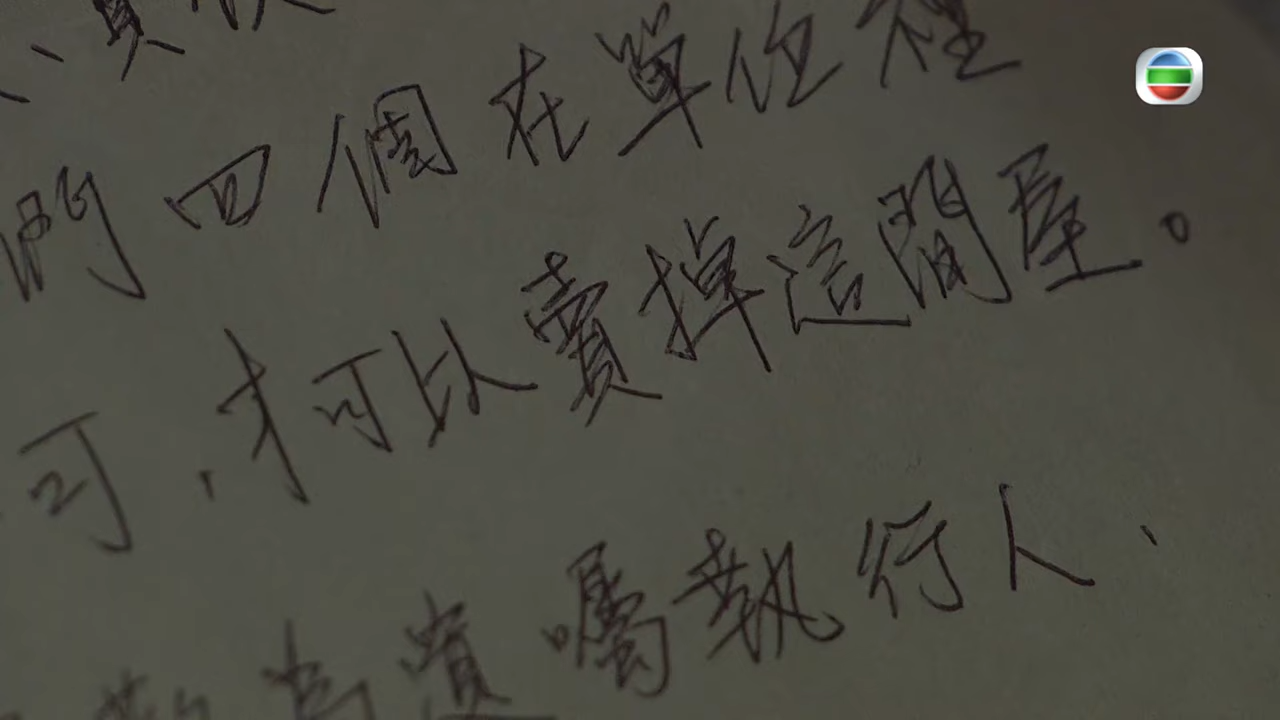 們四個在單位裡
可，才可以賣掉這間屋。
為遺囑執行人、